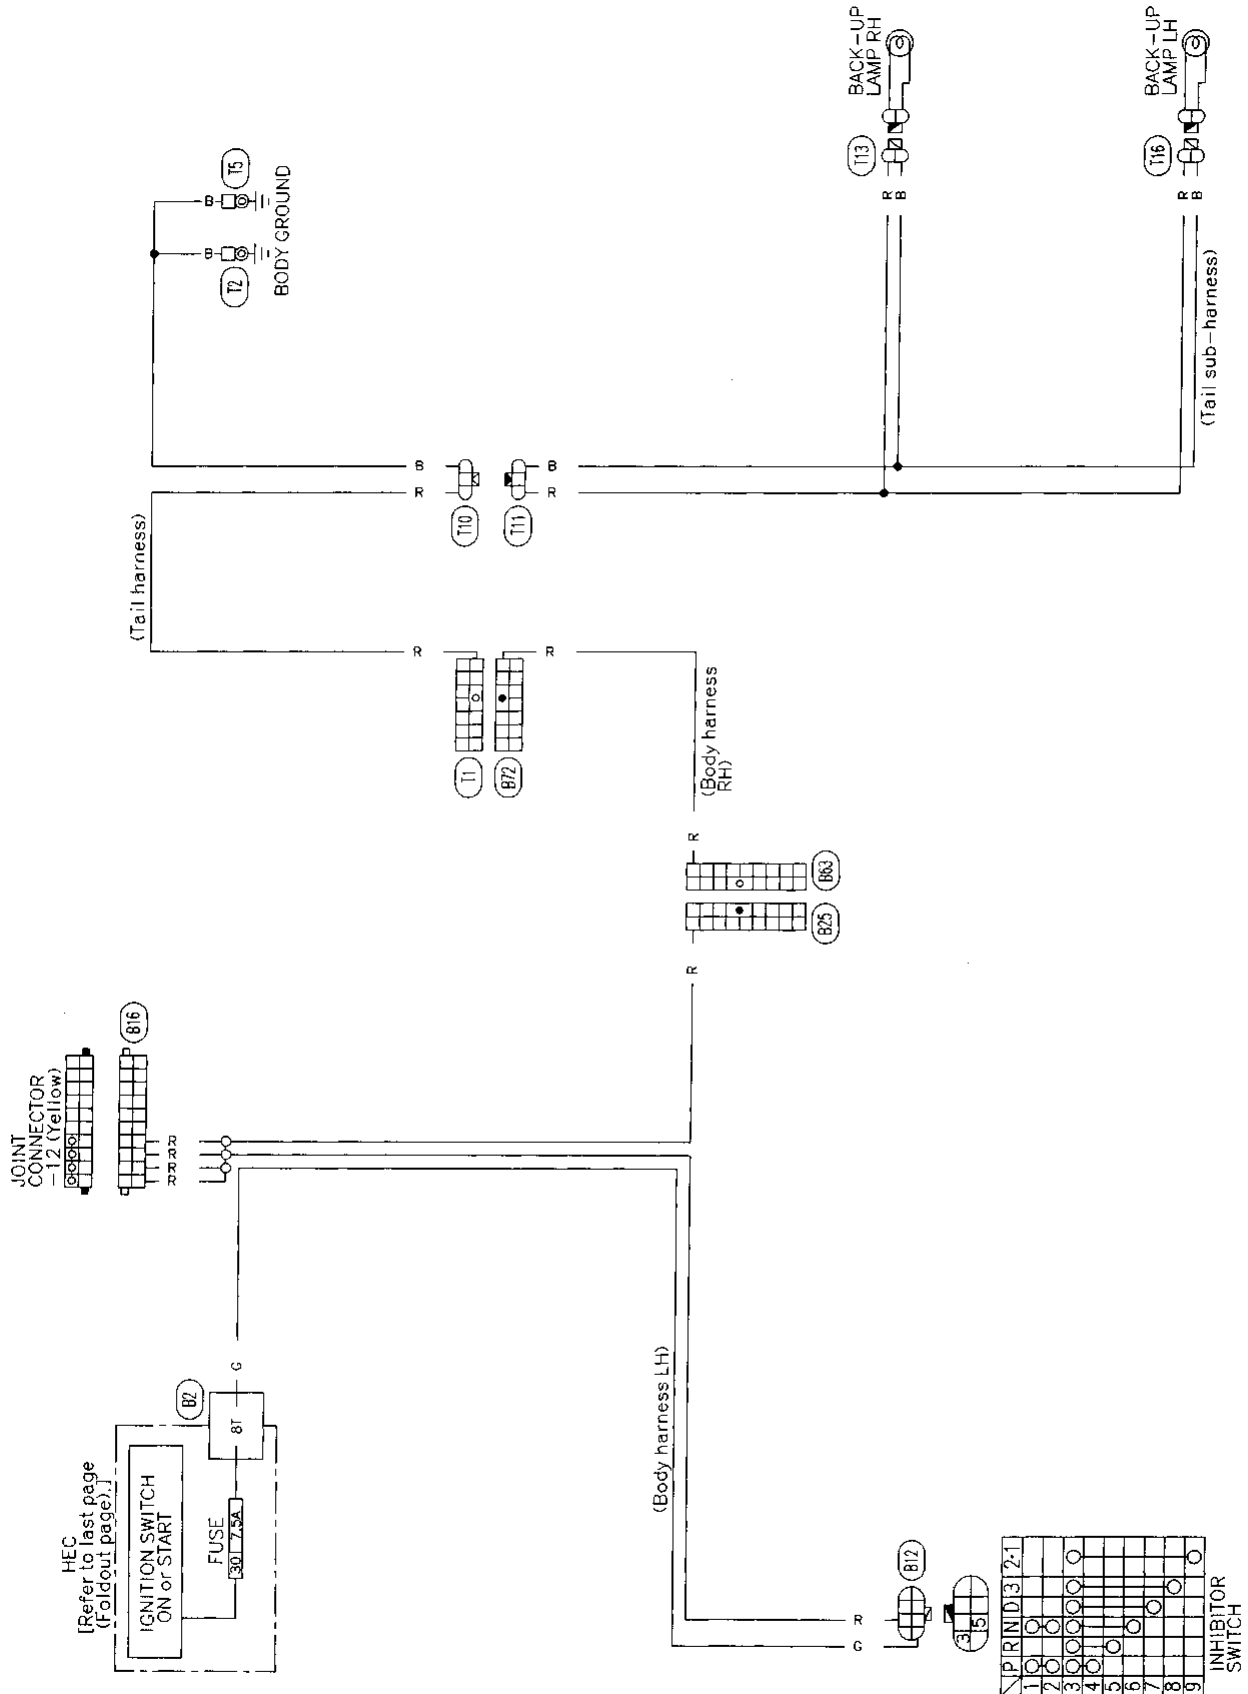 HEC
[Refer to last page
(Foldout page).]
IGNITION SWITCH
ON or START
FUSE
30 7.5A
8T
B2
G
JOINT
CONNECTOR
-12 (Yellow)
B16
R
R
R
R
(Body harness LH)
R
G
B12
3
5
P R N D 3 2·1
1
2
3
4
5
6
7
8
9
INHIBITOR
SWITCH
R
B25
B63
R
(Body harness
RH)
R
B72
T1
R
(Tail harness)
R
B
T10
T11
B
R
B
T2
B
T5
BODY GROUND
(Tail sub-harness)
R
B
T13
BACK-UP
LAMP RH
R
B
T16
BACK-UP
LAMP LH